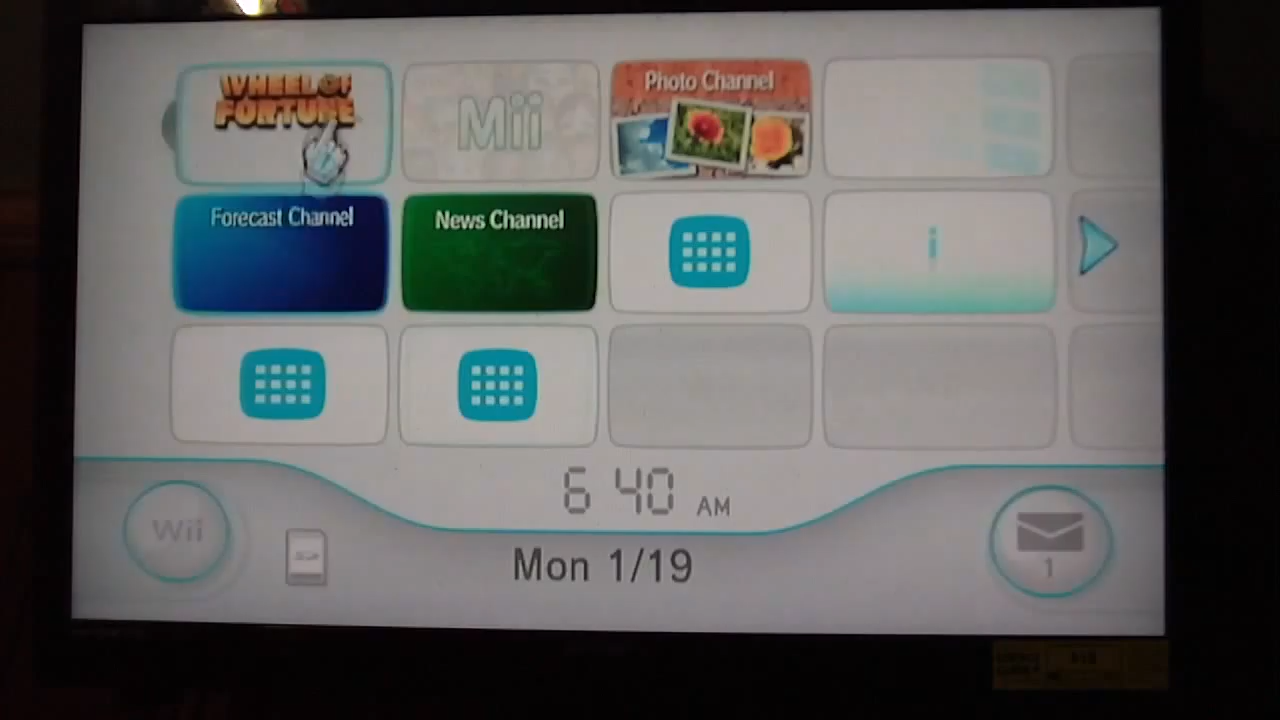 WHEEL OF
FORTUNE
Mii
Photo Channel
Forecast Channel
News Channel
i
6 40 AM
Wii
Mon 1/19
1